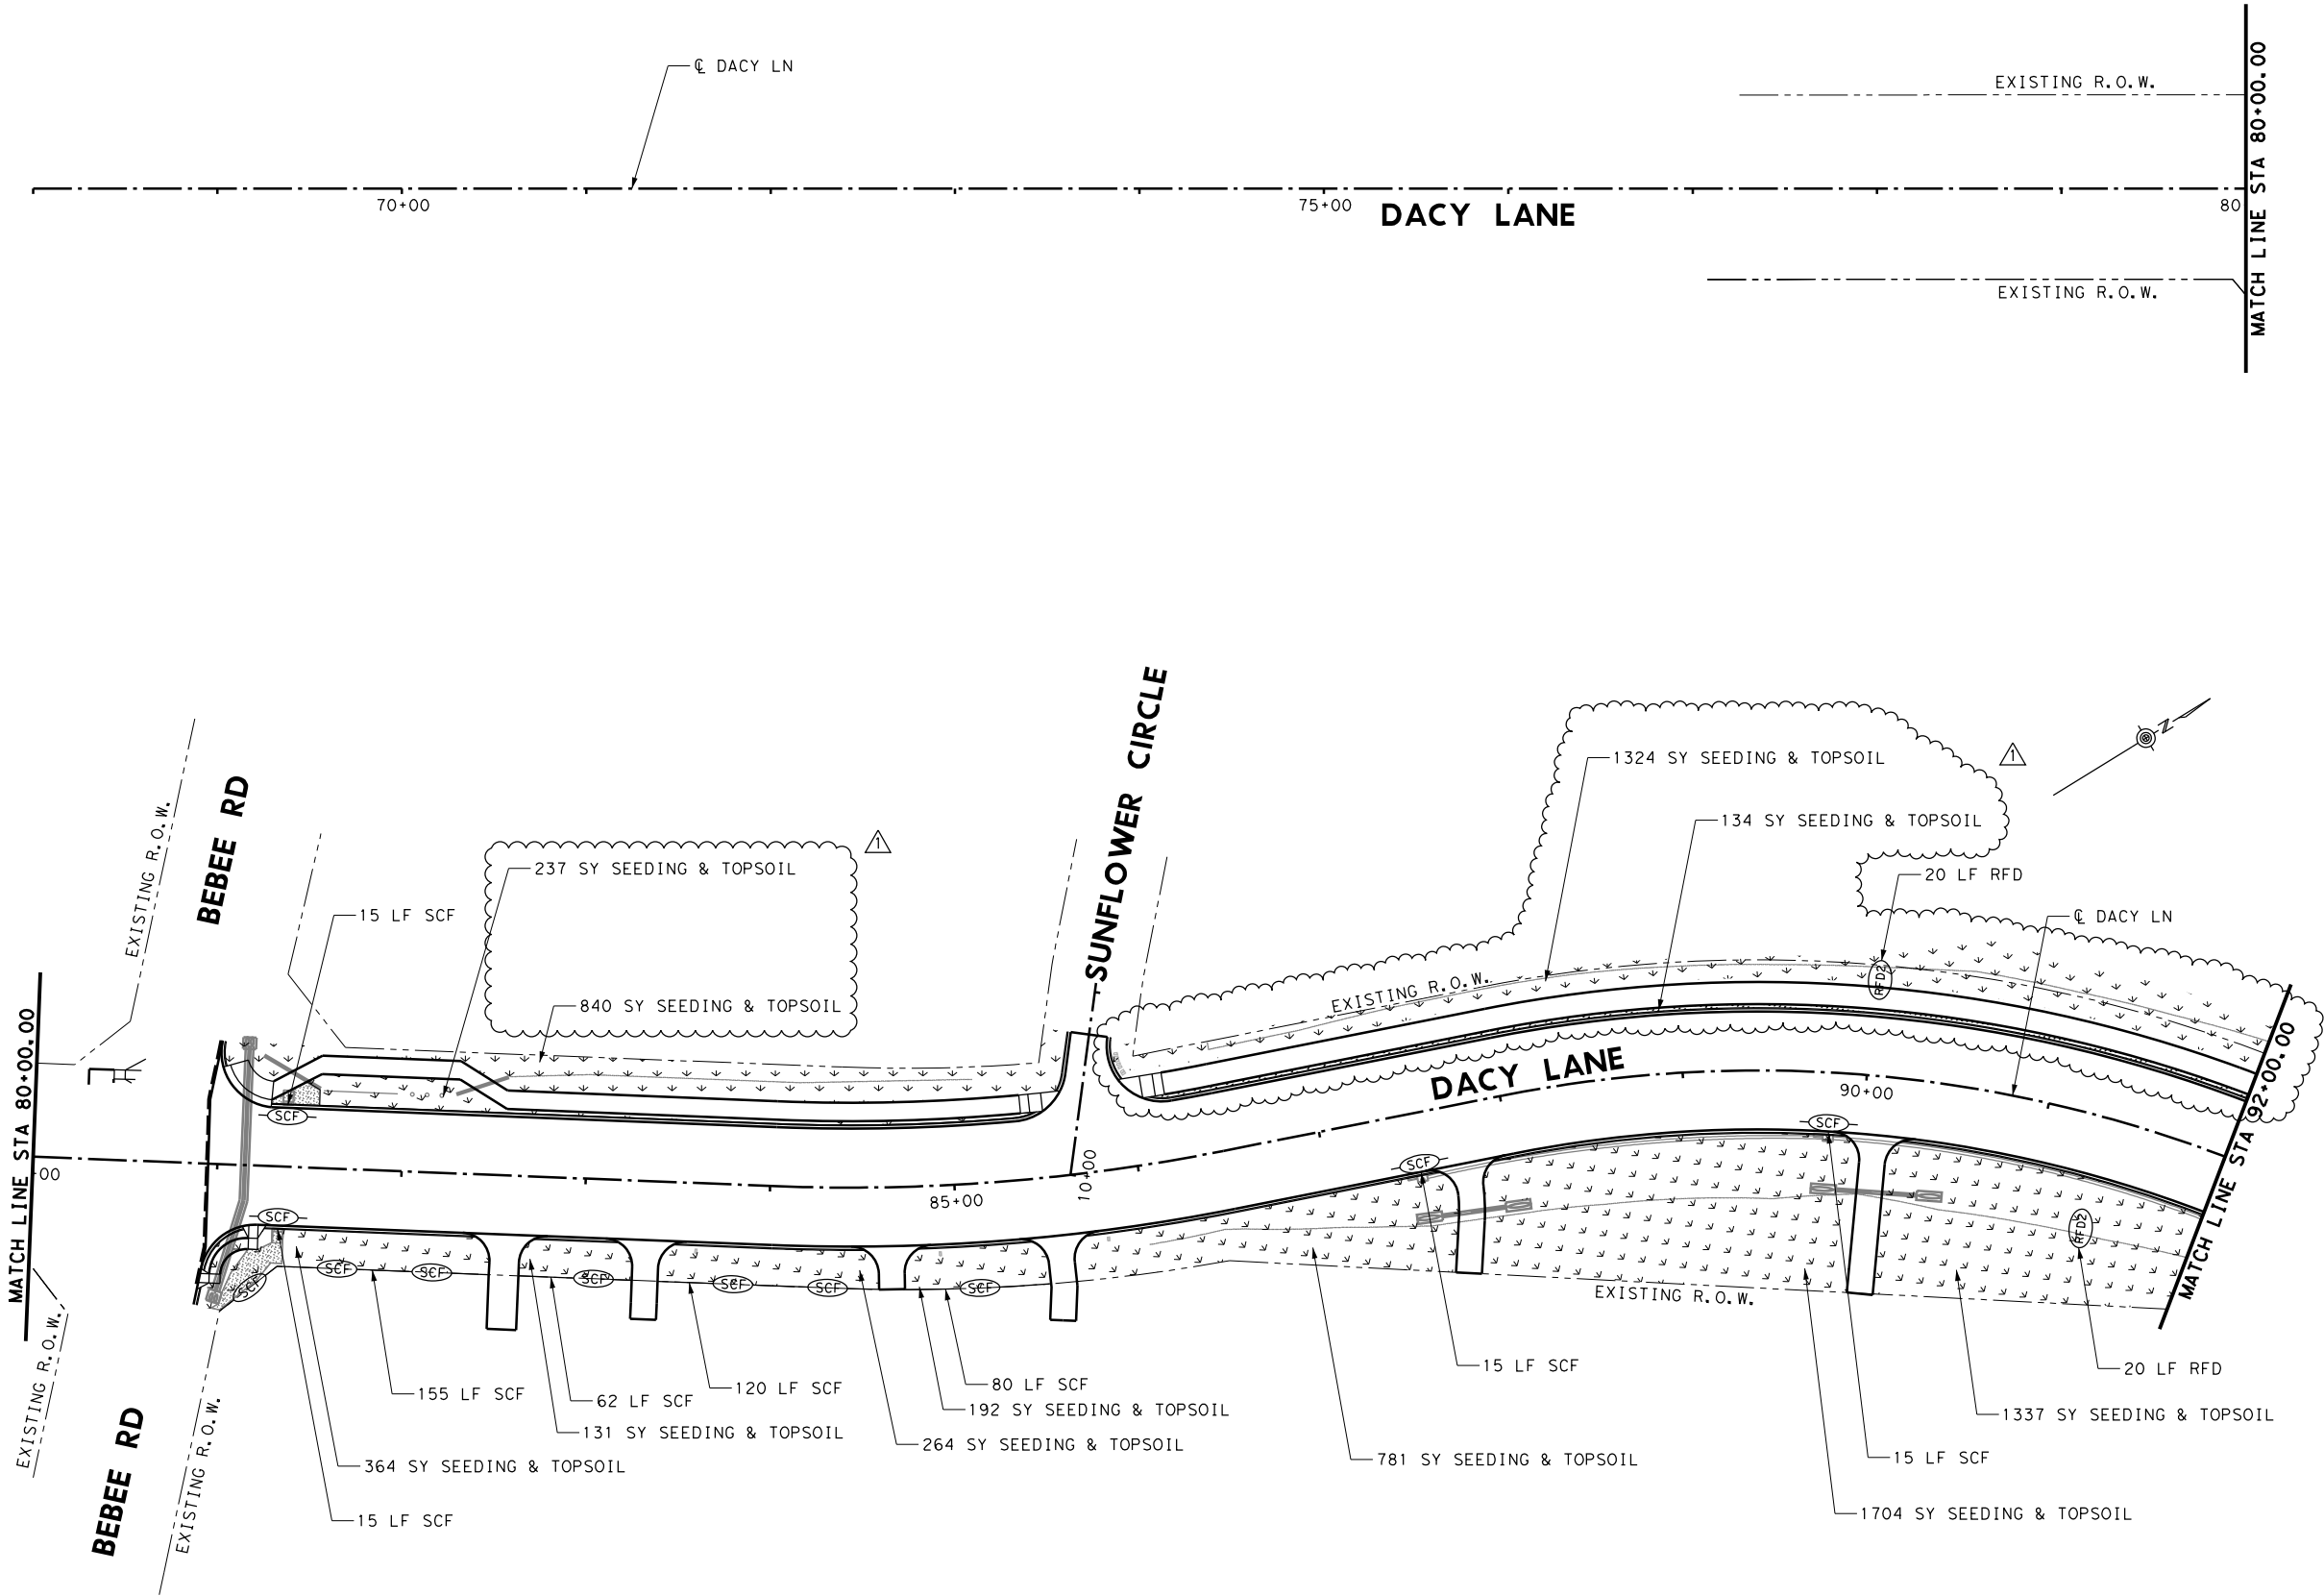 ℄ DACY LN
EXISTING R.O.W.
70+00
75+00
DACY LANE
80
EXISTING R.O.W.
MATCH LINE STA 80+00.00
SUNFLOWER CIRCLE
N
1
1324 SY SEEDING & TOPSOIL
BEBEE RD
EXISTING R.O.W.
134 SY SEEDING & TOPSOIL
1
237 SY SEEDING & TOPSOIL
20 LF RFD
15 LF SCF
℄ DACY LN
840 SY SEEDING & TOPSOIL
EXISTING R.O.W.
RFD2
DACY LANE
90+00
MATCH LINE STA 92+00.00
SCF
SCF
SCF
MATCH LINE STA 80+00.00
00
85+00
10+00
SCF
RFD2
SCF
SCF
SCF
SCF
SCF
SCF
SCF
EXISTING R.O.W.
EXISTING R.O.W.
15 LF SCF
20 LF RFD
155 LF SCF
62 LF SCF
120 LF SCF
80 LF SCF
192 SY SEEDING & TOPSOIL
1337 SY SEEDING & TOPSOIL
131 SY SEEDING & TOPSOIL
264 SY SEEDING & TOPSOIL
781 SY SEEDING & TOPSOIL
15 LF SCF
364 SY SEEDING & TOPSOIL
1704 SY SEEDING & TOPSOIL
15 LF SCF
BEBEE RD
EXISTING R.O.W.